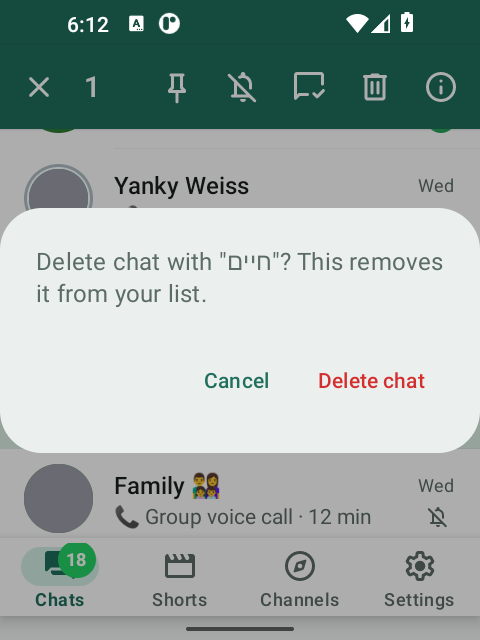 6:12
1
Yanky Weiss
Wed
Delete chat with "חיים"? This removes
it from your list.
Cancel
Delete chat
Family 👨‍👩‍👧‍👦
Wed
📞 Group voice call · 12 min
18
Chats
Shorts
Channels
Settings